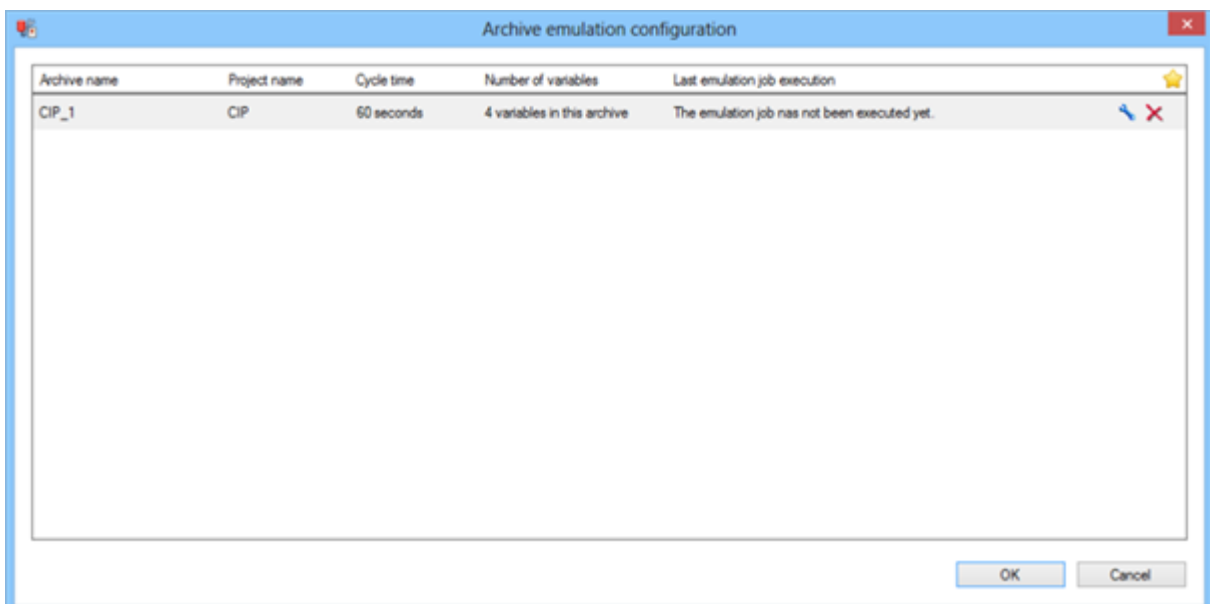 Archive emulation configuration
Archive name Project name Cycle time Number of variables Last emulation job execution
CIP_1 CIP 60 seconds 4 variables in this archive The emulation job nas not been executed yet.
OK Cancel